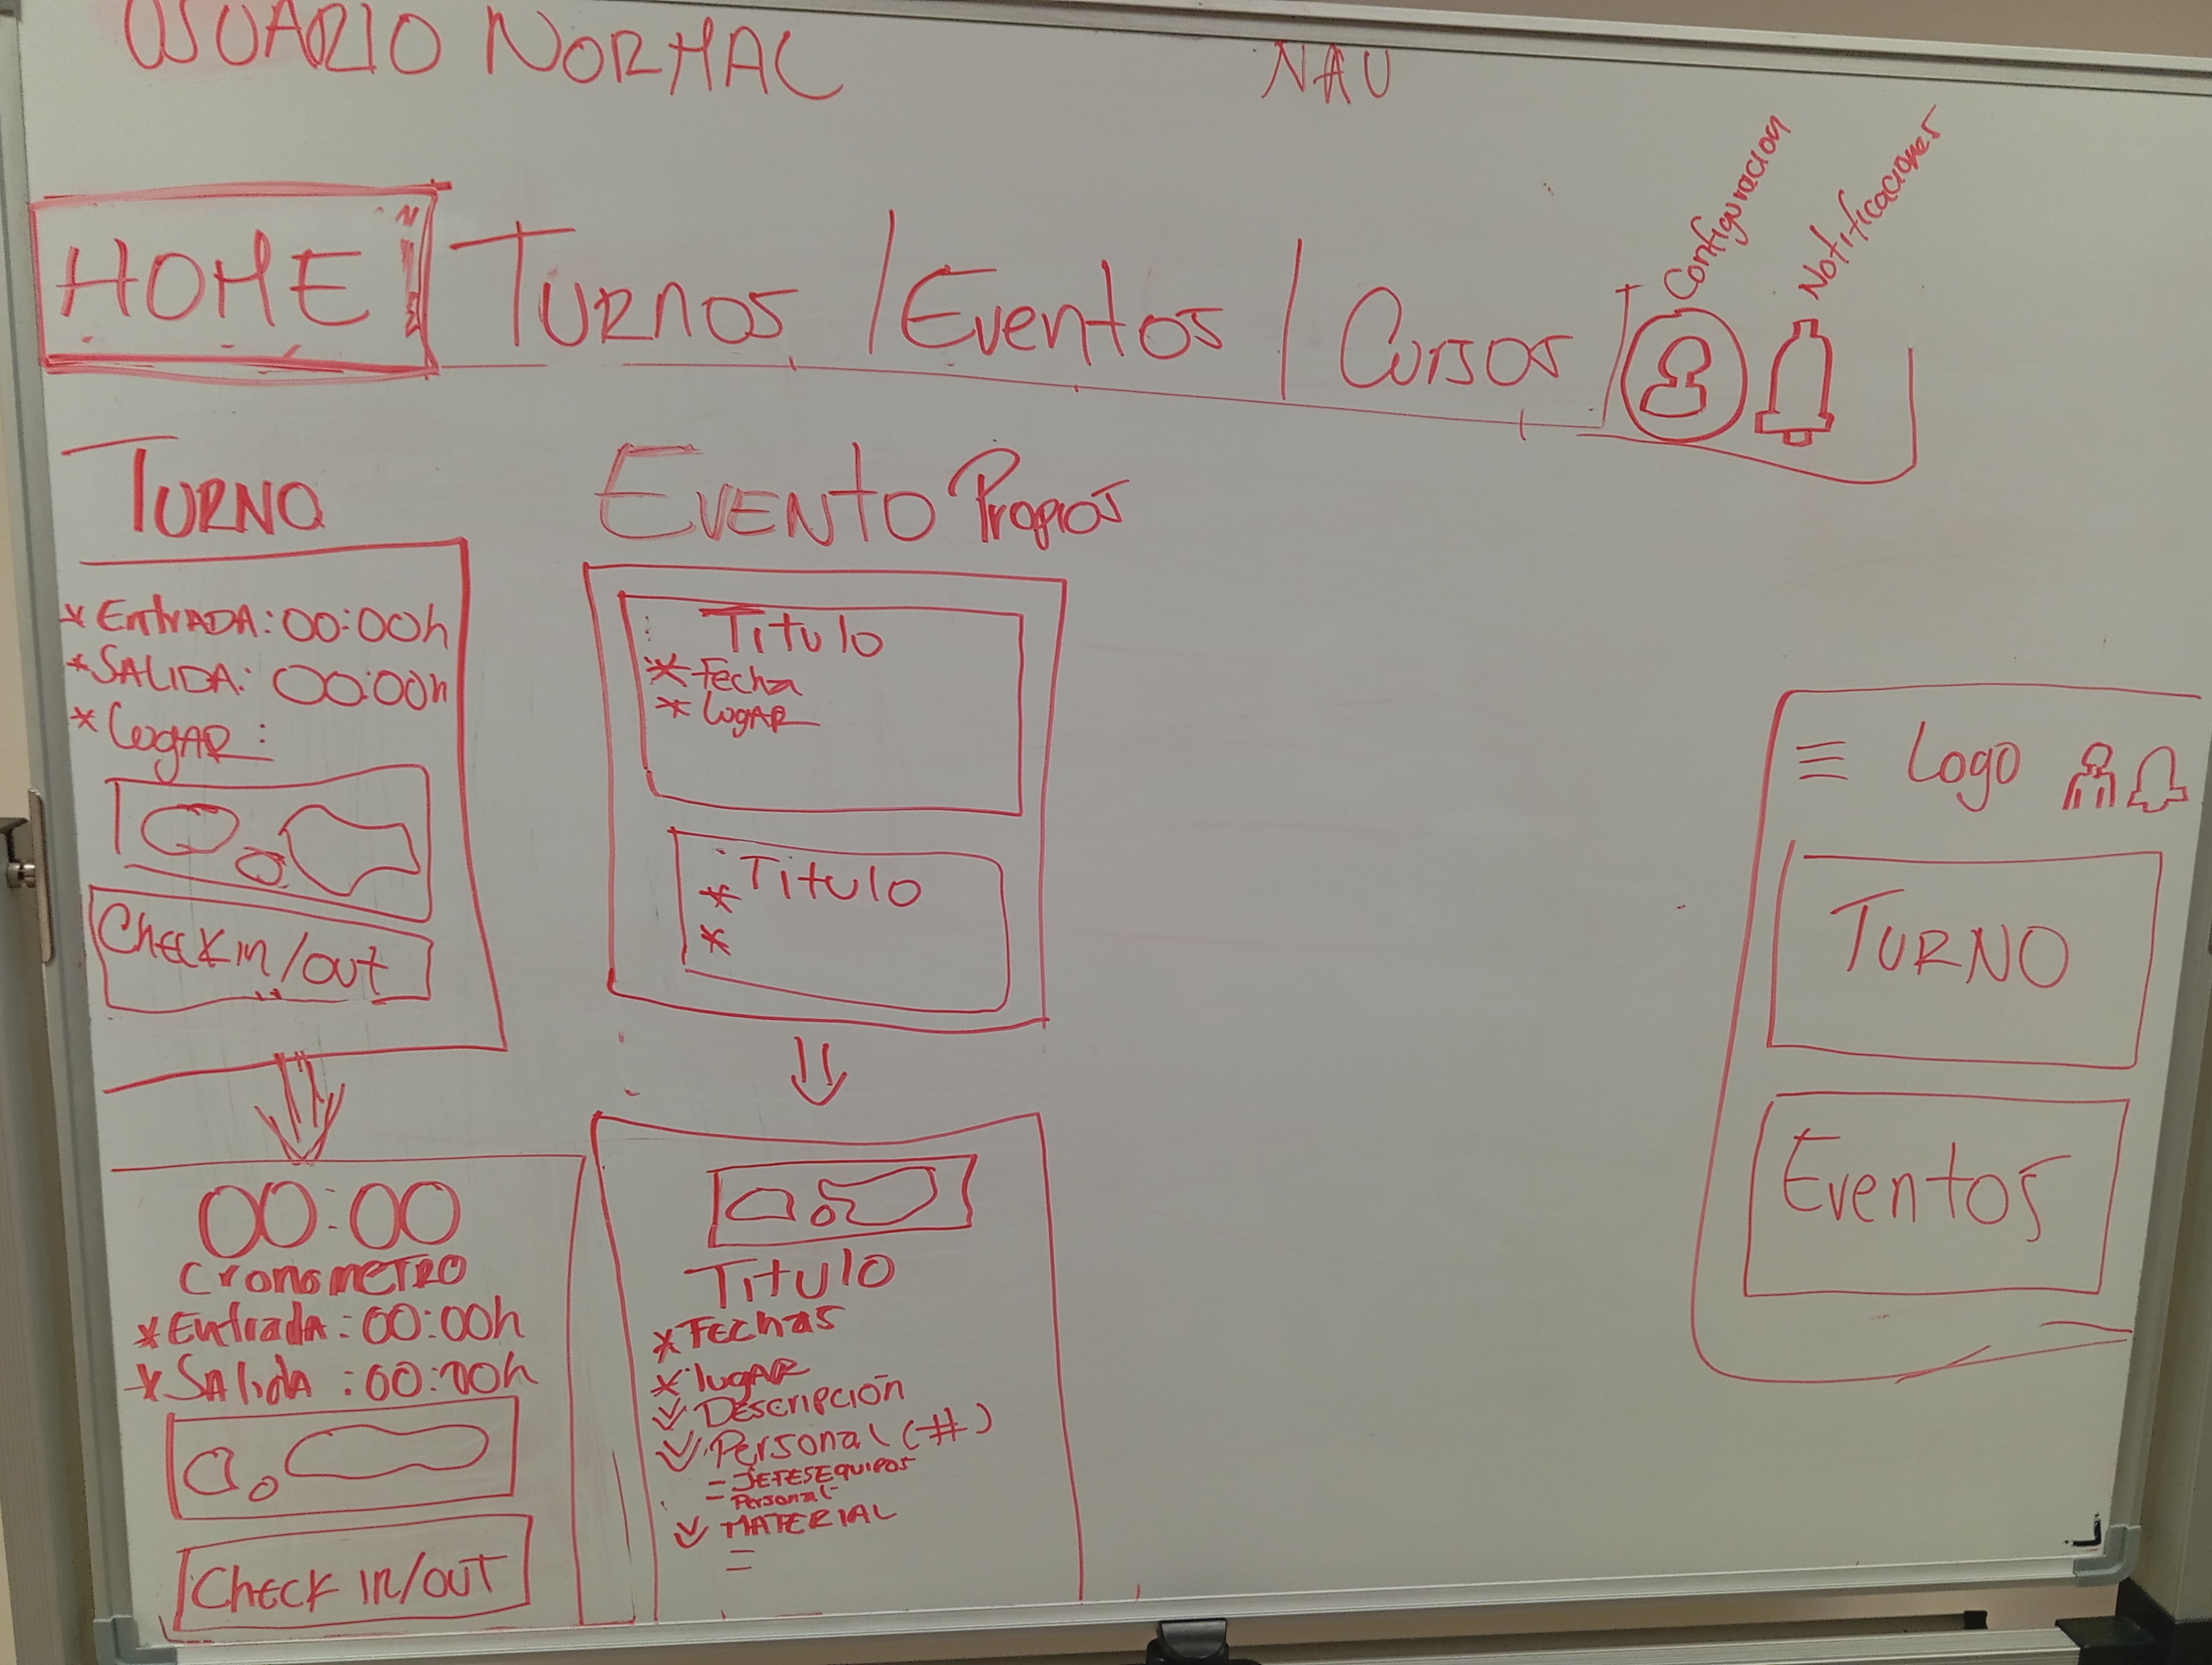 USUARIO NORMAL
NAV
Configuracion
Notificaciones
HOME Turnos / Eventos / Cursos
TURNO
* ENTRADA: 00:00h
* SALIDA: 00:00h
* LUGAR:
Check in/out
00:00
CronomETRO
* Entrada: 00:00h
* Salida: 00:00h
Check in/out
EVENTO Propios
Titulo
* Fecha
* LUGAR
Titulo
*
*
Titulo
* Fechas
* lugar
Descripción
Personal (#)
- JEFES EQUIPOS
- Personal
MATERIAL
Logo
TURNO
Eventos